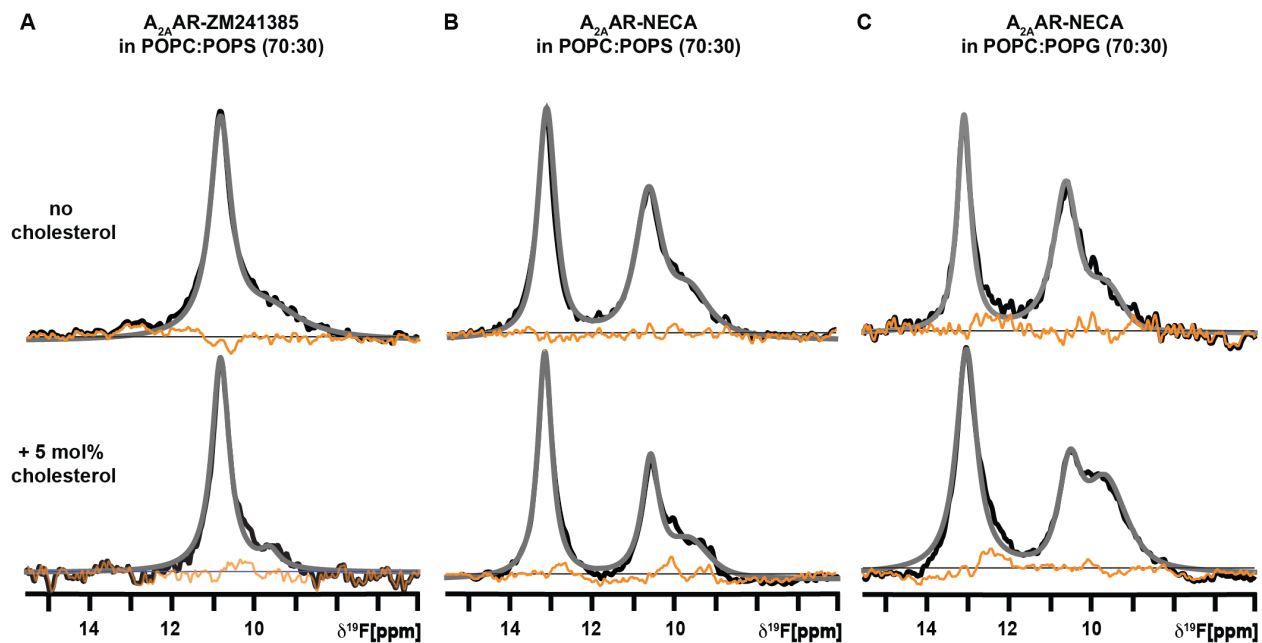 A
A₂ₐAR-ZM241385
in POPC:POPS (70:30)
B
A₂ₐAR-NECA
in POPC:POPS (70:30)
C
A₂ₐAR-NECA
in POPC:POPG (70:30)
no
cholesterol
+ 5 mol%
cholesterol
14 12 10 δ¹⁹F[ppm]
14 12 10 δ¹⁹F[ppm]
14 12 10 δ¹⁹F[ppm]